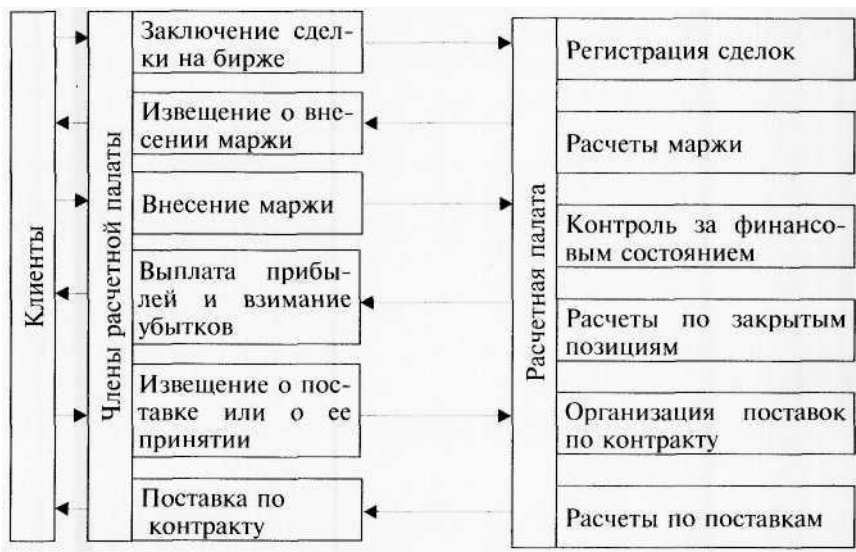 Клиенты
Члены расчетной палаты
Заключение сдел-
ки на бирже
Извещение о вне-
сении маржи
Внесение маржи
Выплата прибы-
лей и взимание
убытков
Извещение о пос-
тавке или о ее
принятии
Поставка по
контракту
Расчетная палата
Регистрация сделок
Расчеты маржи
Контроль за финансо-
вым состоянием
Расчеты по закрытым
позициям
Организация поставок
по контракту
Расчеты по поставкам